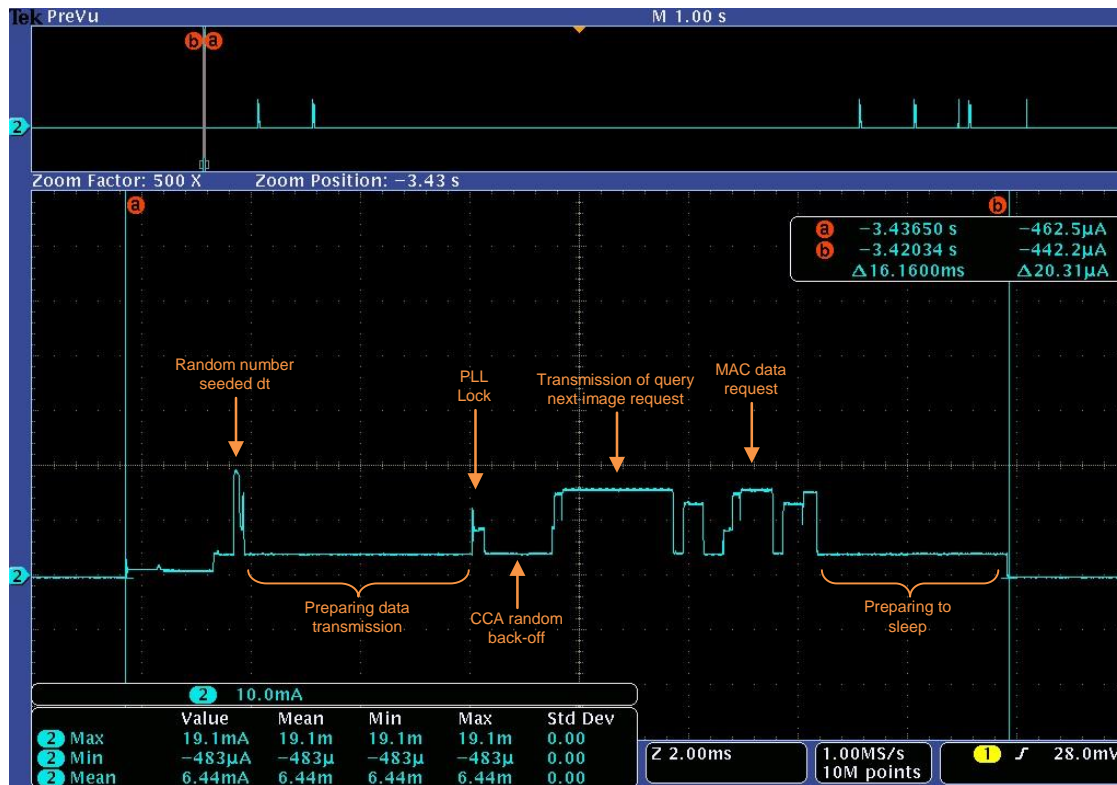 Tek PreVu M 1.00 s
b a
2
Zoom Factor: 500 X Zoom Position: −3.43 s
a b
a −3.43650 s −462.5µA
b −3.42034 s −442.2µA
Δ16.1600ms Δ20.31µA
Random number
seeded dt
PLL
Lock
Transmission of query
next image request
MAC data
request
2
Preparing data
transmission
CCA random
back-off
Preparing to
sleep
2 10.0mA
Value Mean Min Max Std Dev
2 Max 19.1mA 19.1m 19.1m 19.1m 0.00
2 Min −483µA −483µ −483µ −483µ 0.00
2 Mean 6.44mA 6.44m 6.44m 6.44m 0.00
Z 2.00ms
1.00MS/s
10M points
1 28.0mV